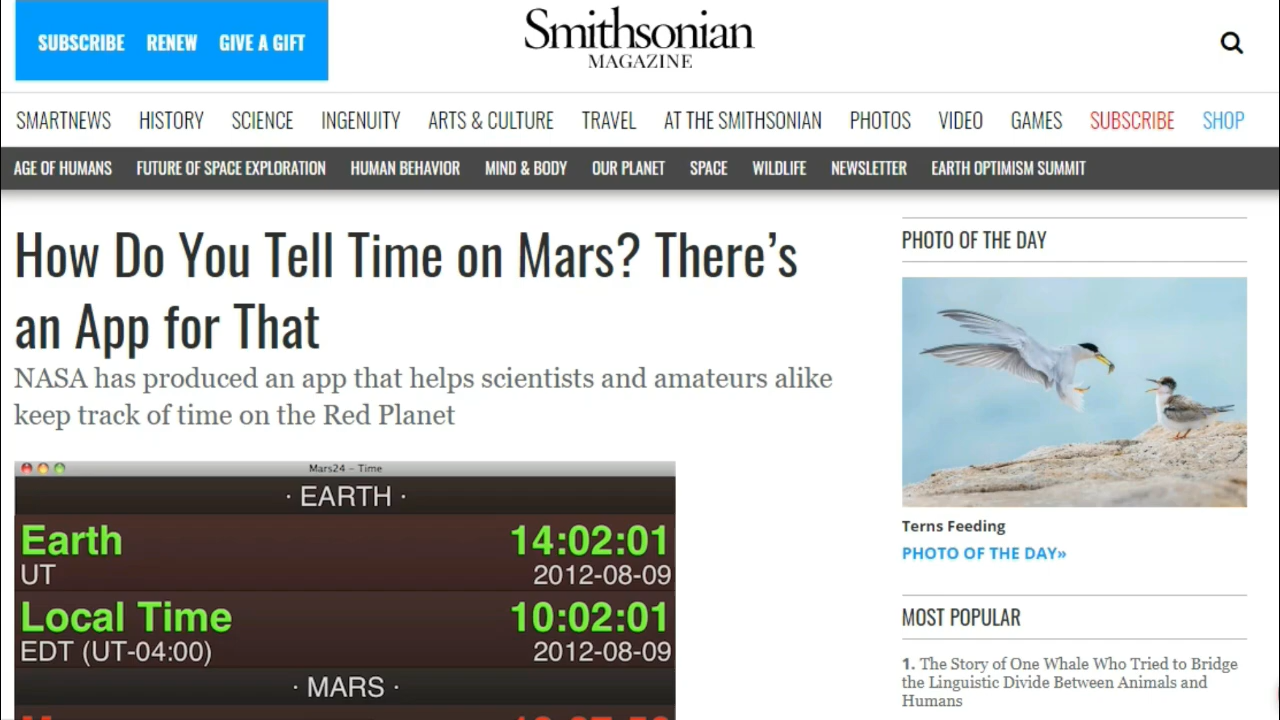 SUBSCRIBE RENEW GIVE A GIFT
Smithsonian
MAGAZINE
SMARTNEWS HISTORY SCIENCE INGENUITY ARTS & CULTURE TRAVEL AT THE SMITHSONIAN PHOTOS VIDEO GAMES SUBSCRIBE SHOP
AGE OF HUMANS FUTURE OF SPACE EXPLORATION HUMAN BEHAVIOR MIND & BODY OUR PLANET SPACE WILDLIFE NEWSLETTER EARTH OPTIMISM SUMMIT
How Do You Tell Time on Mars? There’s
an App for That
NASA has produced an app that helps scientists and amateurs alike
keep track of time on the Red Planet
Mars24 - Time
· EARTH ·
Earth 14:02:01
UT 2012-08-09
Local Time 10:02:01
EDT (UT-04:00) 2012-08-09
· MARS ·
PHOTO OF THE DAY
Terns Feeding
PHOTO OF THE DAY»
MOST POPULAR
1. The Story of One Whale Who Tried to Bridge
the Linguistic Divide Between Animals and
Humans